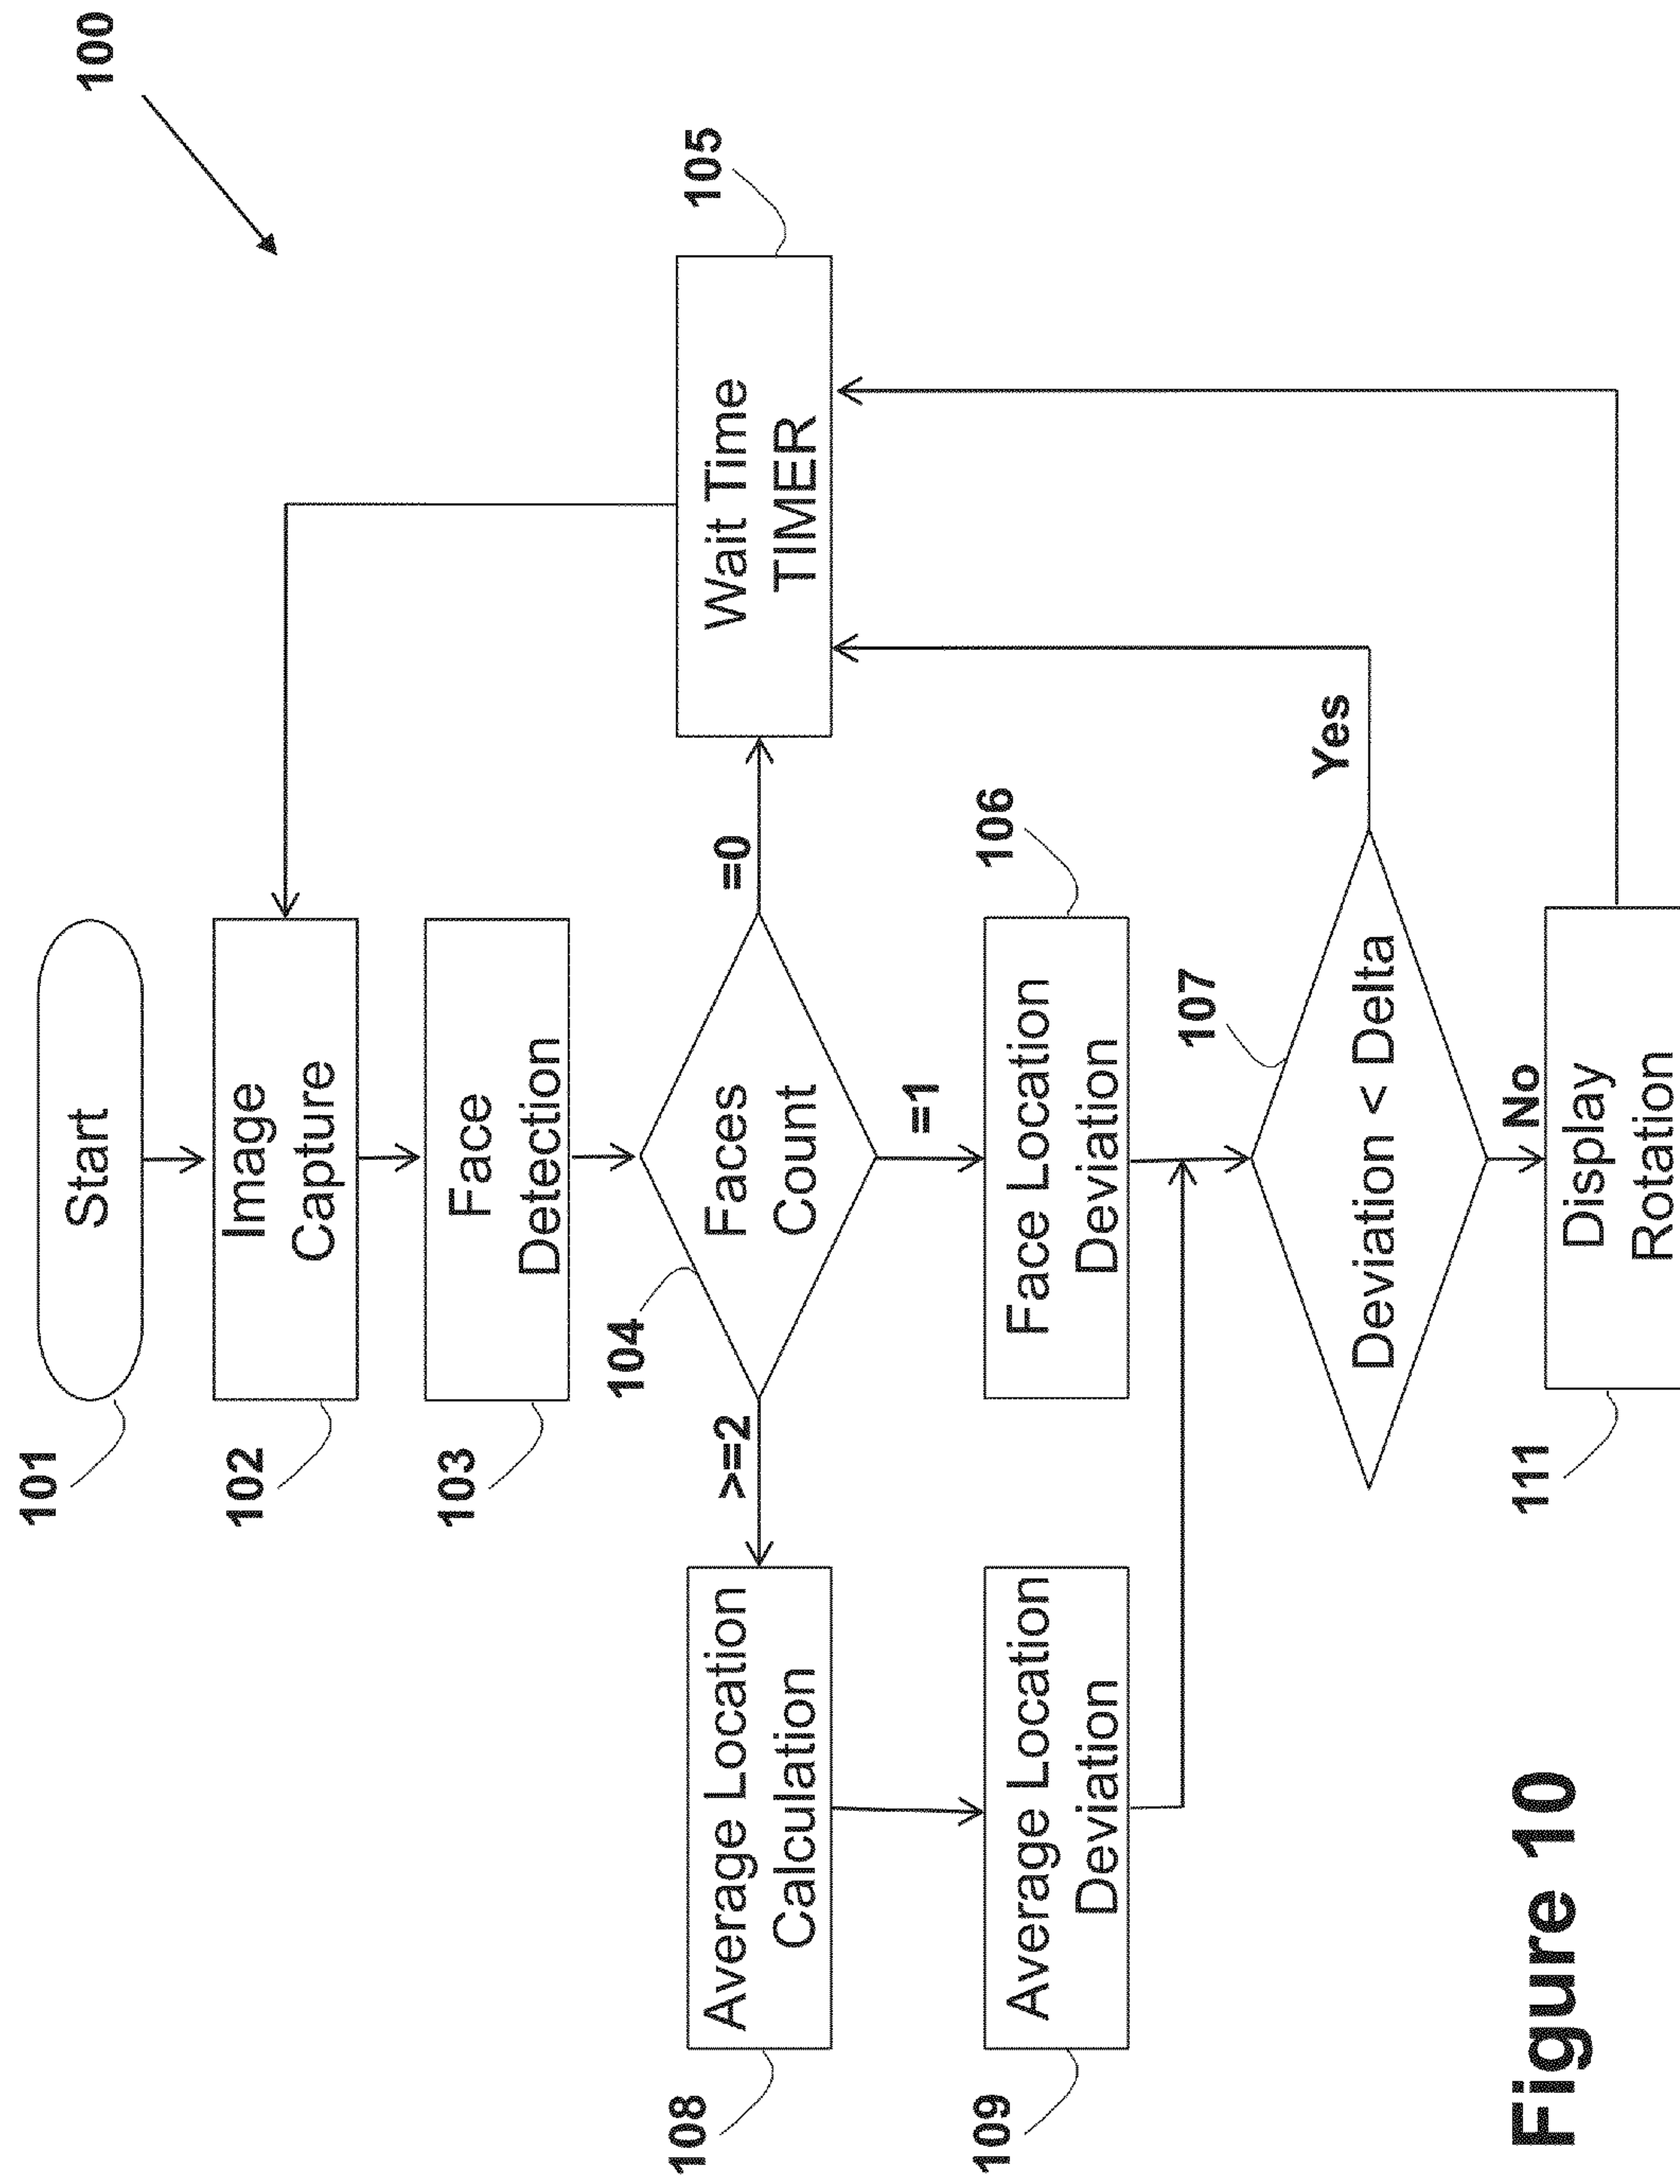 100
101
Start
102
Image
Capture
103
Face
Detection
104
Faces
Count
=0
105
Wait Time
TIMER
>=2
108
Average Location
Calculation
=1
106
Face Location
Deviation
109
Average Location
Deviation
107
Deviation < Delta
Yes
No
111
Display
Rotation
Figure 10